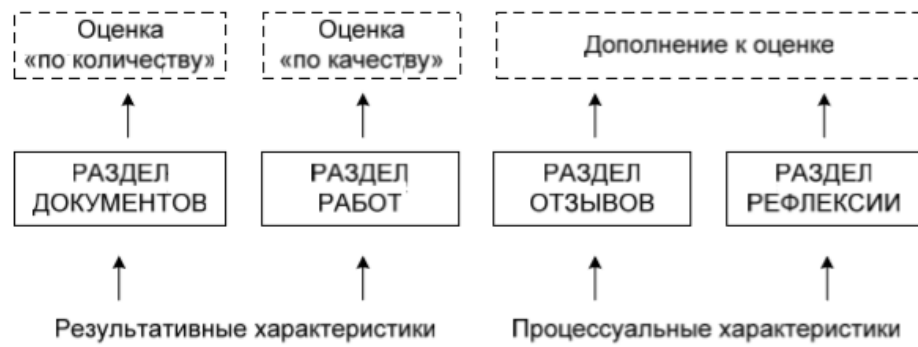 Оценка
«по количеству»
Оценка
«по качеству»
Дополнение к оценке
РАЗДЕЛ
ДОКУМЕНТОВ
РАЗДЕЛ
РАБОТ
РАЗДЕЛ
ОТЗЫВОВ
РАЗДЕЛ
РЕФЛЕКСИИ
Результативные характеристики
Процессуальные характеристики